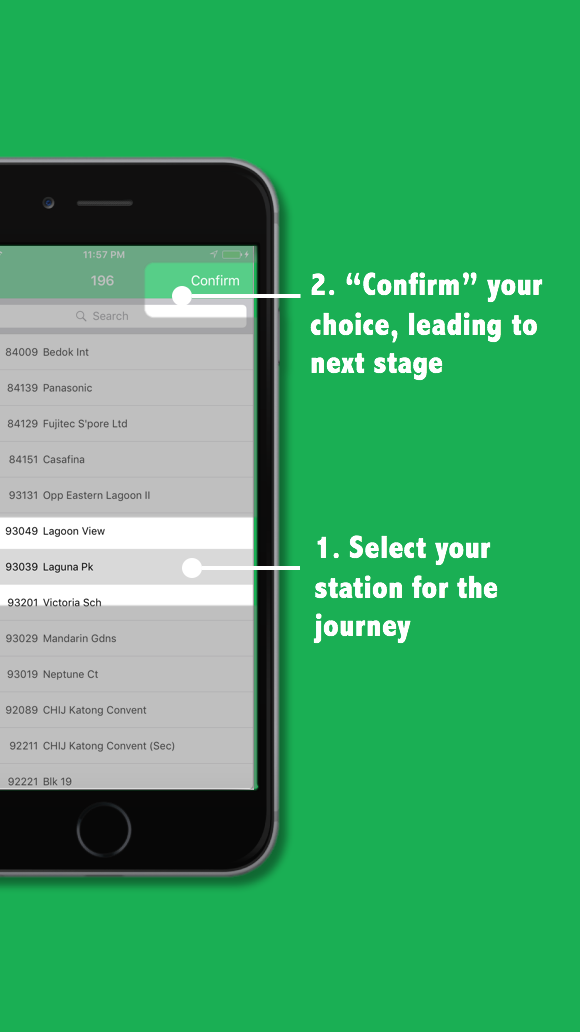 11:57 PM
196
Confirm
Search
84009 Bedok Int
84139 Panasonic
84129 Fujitec S'pore Ltd
84151 Casafina
93131 Opp Eastern Lagoon II
93049 Lagoon View
93039 Laguna Pk
93201 Victoria Sch
93029 Mandarin Gdns
93019 Neptune Ct
92089 CHIJ Katong Convent
92211 CHIJ Katong Convent (Sec)
92221 Blk 19
2. “Confirm” your
choice, leading to
next stage
1. Select your
station for the
journey